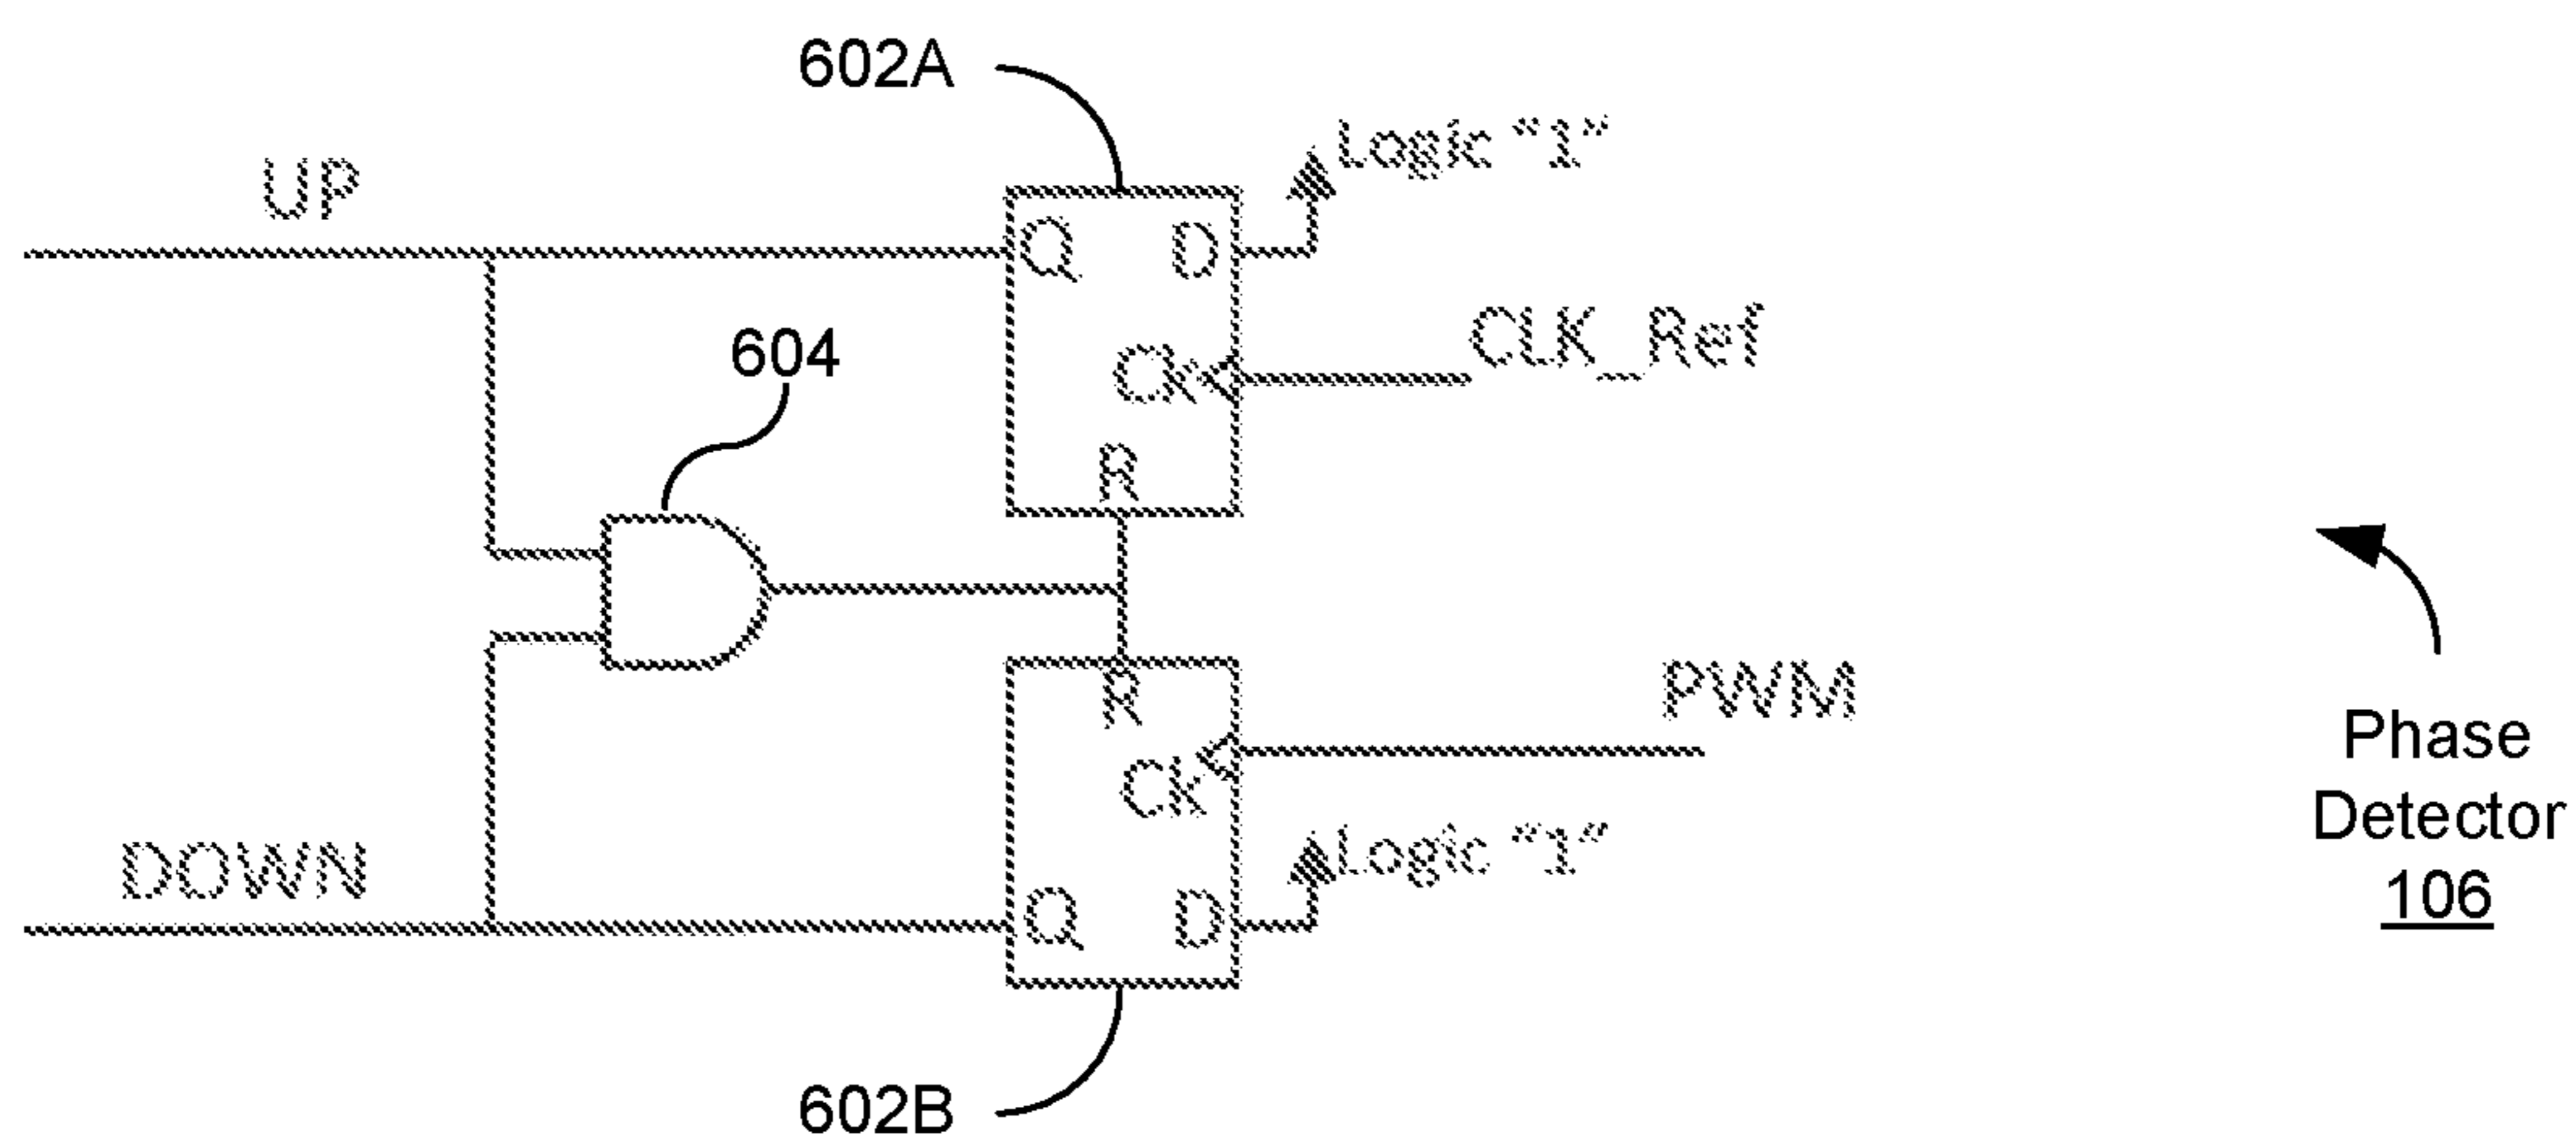 602A
Logic “1”
UP
Q D
CLK_Ref
604
Ck
R
R
PWM
Ck
Phase
Detector
106
Logic “1”
DOWN
Q D
602B